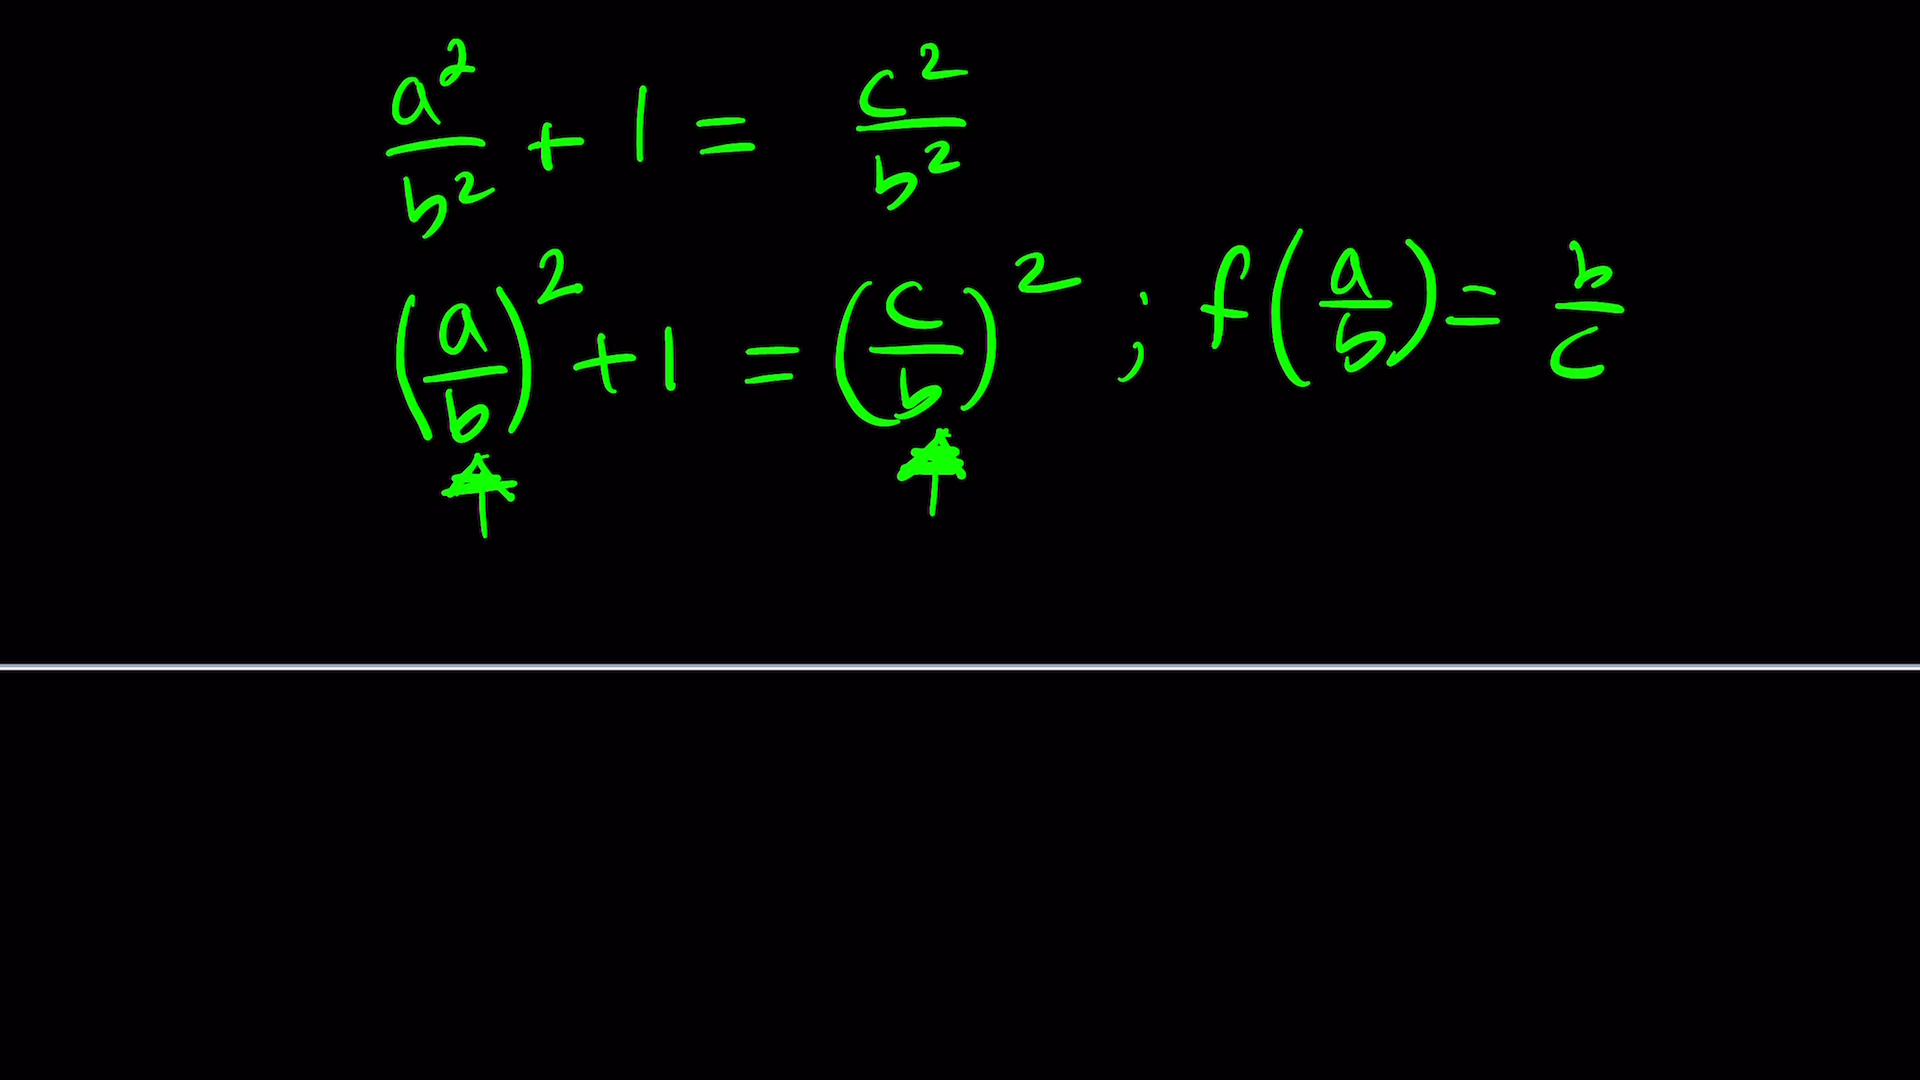 a²/b² + 1 = c²/b²
(a/b)² + 1 = (c/b)² ; f(a/b) = b/c